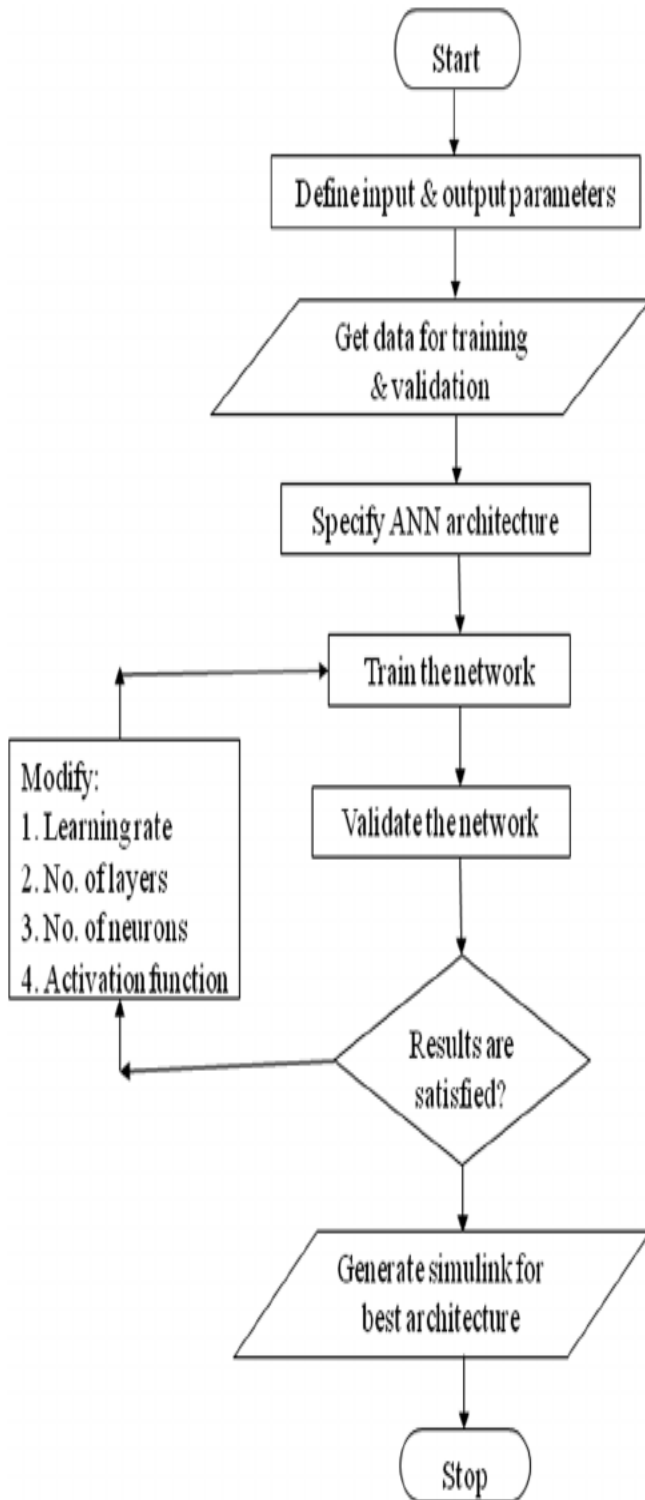 Start
Define input & output parameters
Get data for training
& validation
Specify ANN architecture
Train the network
Modify:
1. Learning rate
2. No. of layers
3. No. of neurons
4. Activation function
Validate the network
Results are
satisfied?
Generate simulink for
best architecture
Stop